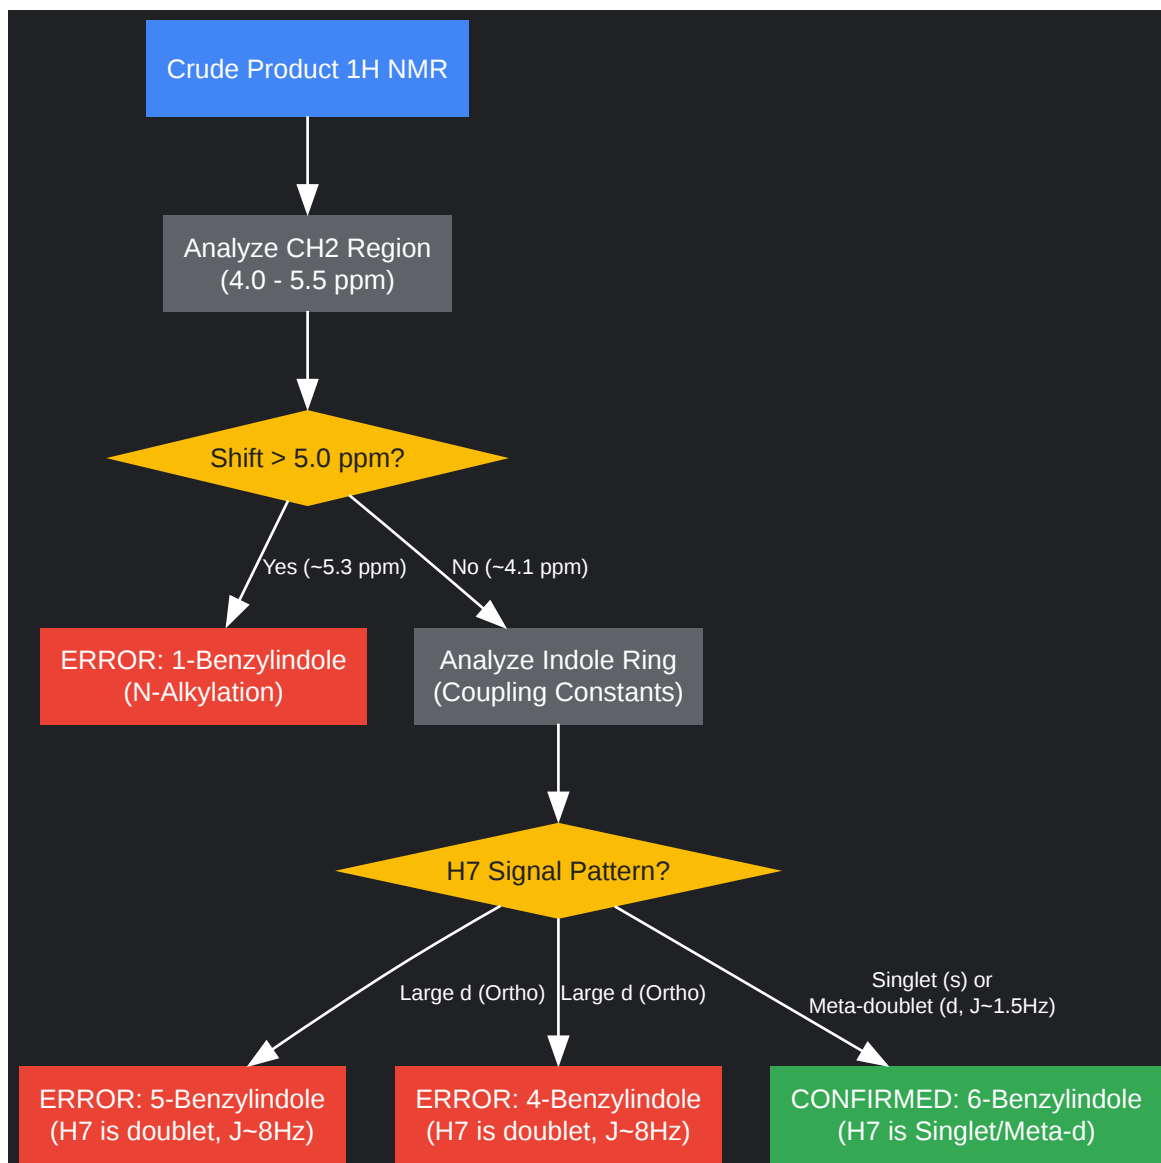 Crude Product 1H NMR
Analyze CH2 Region
(4.0 - 5.5 ppm)
Shift > 5.0 ppm?
Yes (~5.3 ppm)
No (~4.1 ppm)
ERROR: 1-Benzylindole
(N-Alkylation)
Analyze Indole Ring
(Coupling Constants)
H7 Signal Pattern?
Large d (Ortho)
Large d (Ortho)
Singlet (s) or
Meta-doublet (d, J~1.5Hz)
ERROR: 5-Benzylindole
(H7 is doublet, J~8Hz)
ERROR: 4-Benzylindole
(H7 is doublet, J~8Hz)
CONFIRMED: 6-Benzylindole
(H7 is Singlet/Meta-d)